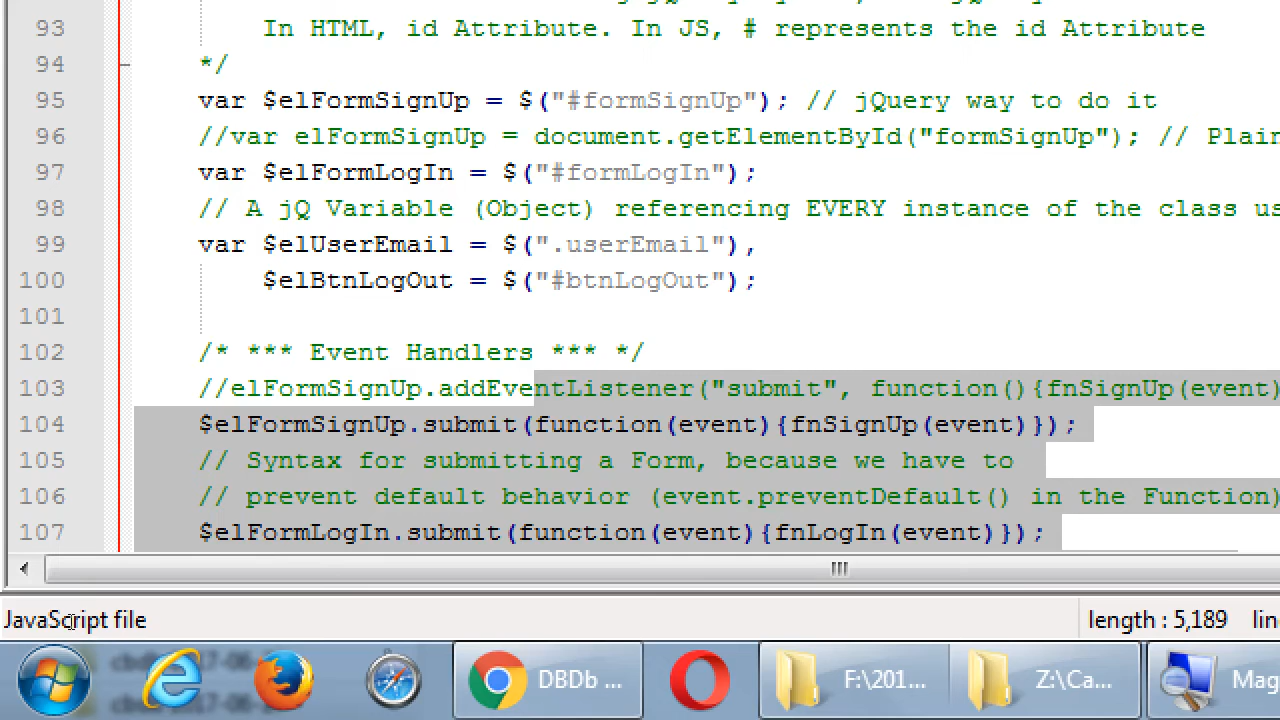 93 In HTML, id Attribute. In JS, # represents the id Attribute
94 */
95 var $elFormSignUp = $("#formSignUp"); // jQuery way to do it
96 //var elFormSignUp = document.getElementById("formSignUp"); // Plain
97 var $elFormLogIn = $("#formLogIn");
98 // A jQ Variable (Object) referencing EVERY instance of the class us
99 var $elUserEmail = $(".userEmail"),
100 $elBtnLogOut = $("#btnLogOut");
101
102 /* *** Event Handlers *** */
103 //elFormSignUp.addEventListener("submit", function(){fnSignUp(event)
104 $elFormSignUp.submit(function(event){fnSignUp(event)});
105 // Syntax for submitting a Form, because we have to
106 // prevent default behavior (event.preventDefault() in the Function)
107 $elFormLogIn.submit(function(event){fnLogIn(event)});
JavaScript file length : 5,189 lin
DBDb ... F:\201... Z:\Ca... Mag